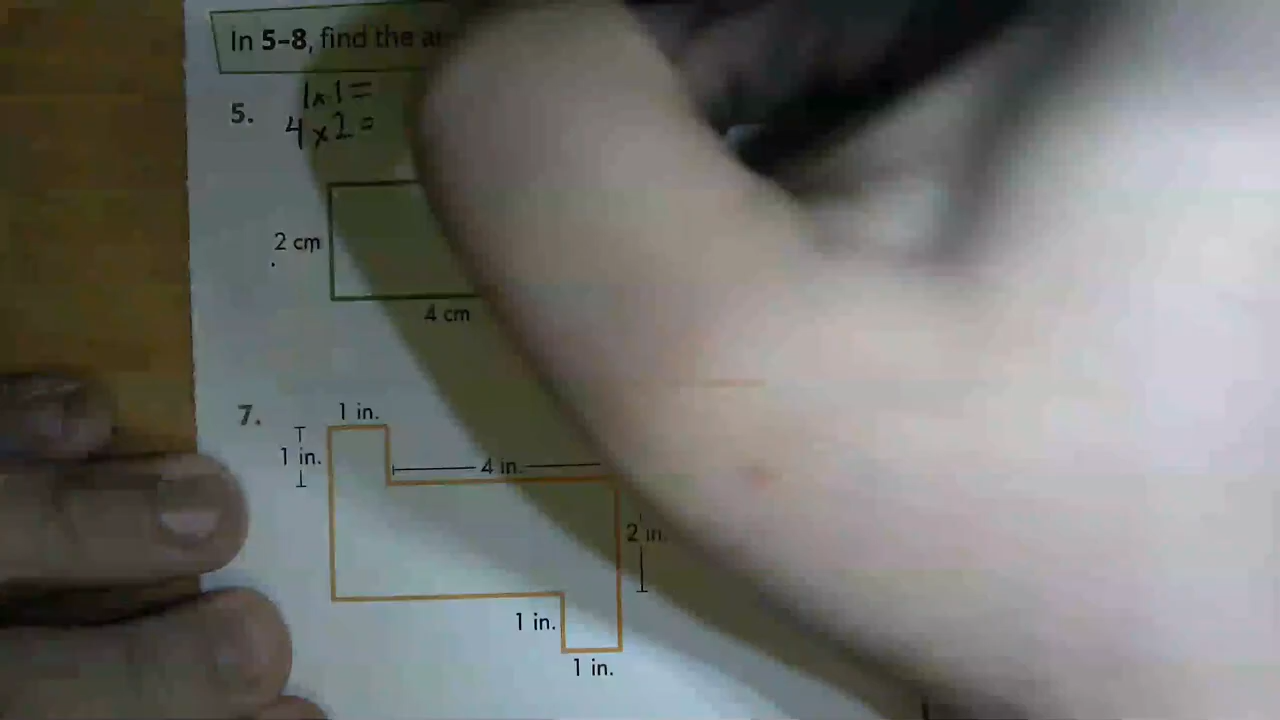 In 5–8, find the
5.
1x1=
4x2=
2 cm
4 cm
7.
1 in.
1 in.
4 in.
2 in.
1 in.
1 in.